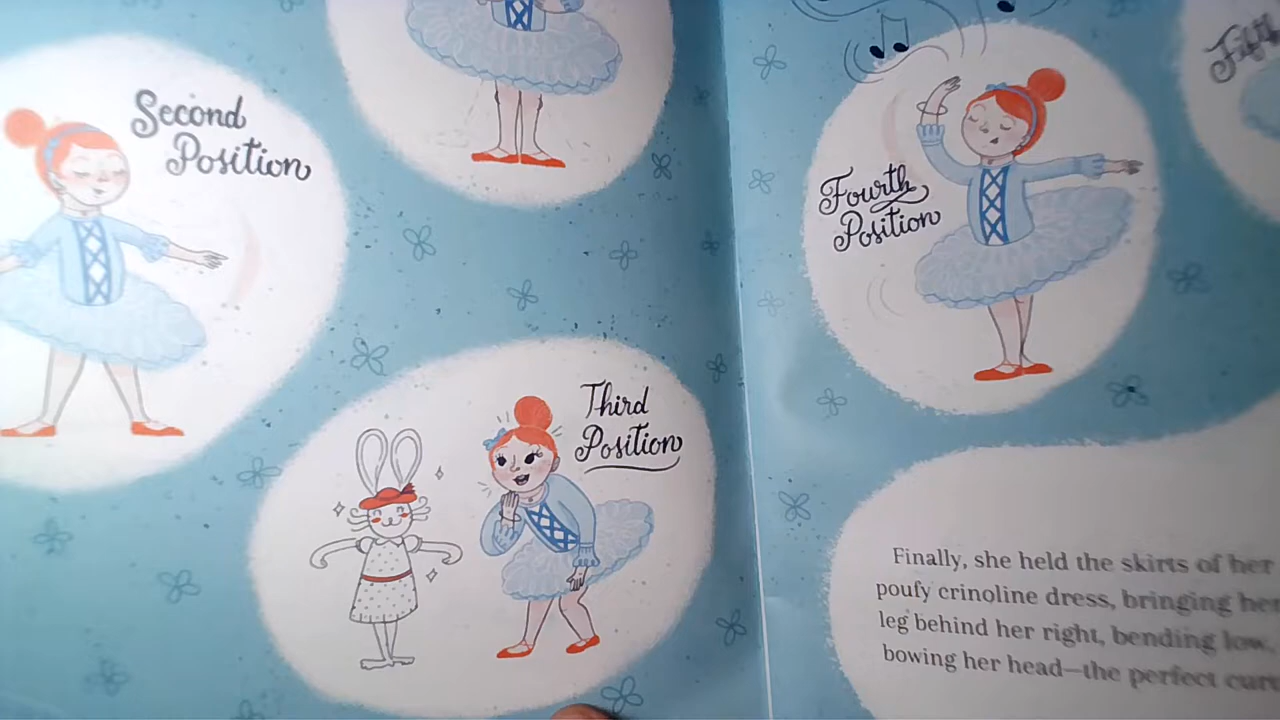 Second
Position
Third
Position
Fourth
Position
Fifth
Finally, she held the skirts of her
poufy crinoline dress, bringing her
leg behind her right, bending low,
bowing her head—the perfect